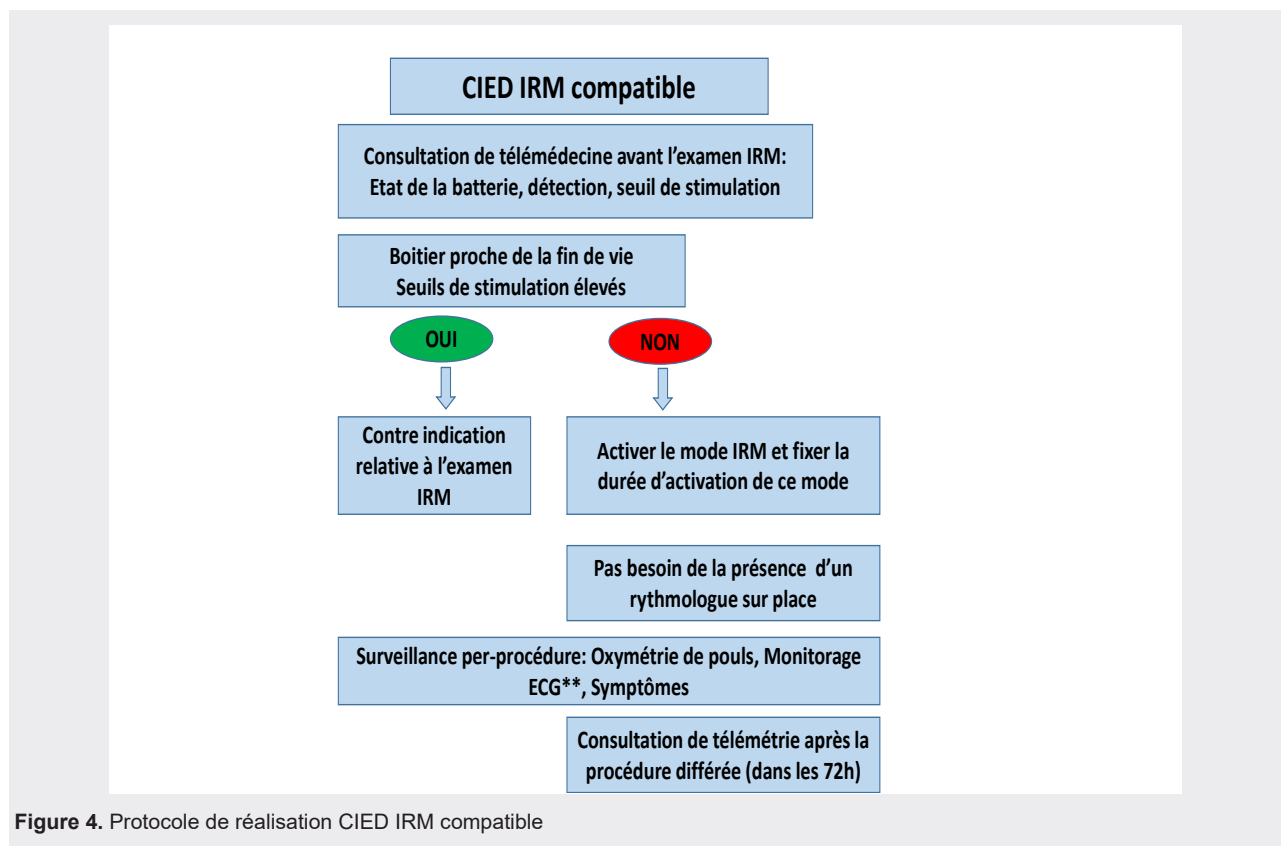 CIED IRM compatible
Consultation de télémédecine avant l'examen IRM:
Etat de la batterie, détection, seuil de stimulation
Boitier proche de la fin de vie
Seuils de stimulation élevés
OUI
NON
Contre indication
relative à l'examen
IRM
Activer le mode IRM et fixer la
durée d'activation de ce mode
Pas besoin de la présence d'un
rythmologue sur place
Surveillance per-procédure: Oxymétrie de pouls, Monitorage
ECG**, Symptômes
Consultation de télémétrie après la
procédure différée (dans les 72h)
Figure 4. Protocole de réalisation CIED IRM compatible